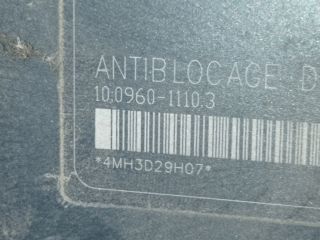 ANTIBLOCAGE D
10.0960-1110.3
*4MH3D29H07*